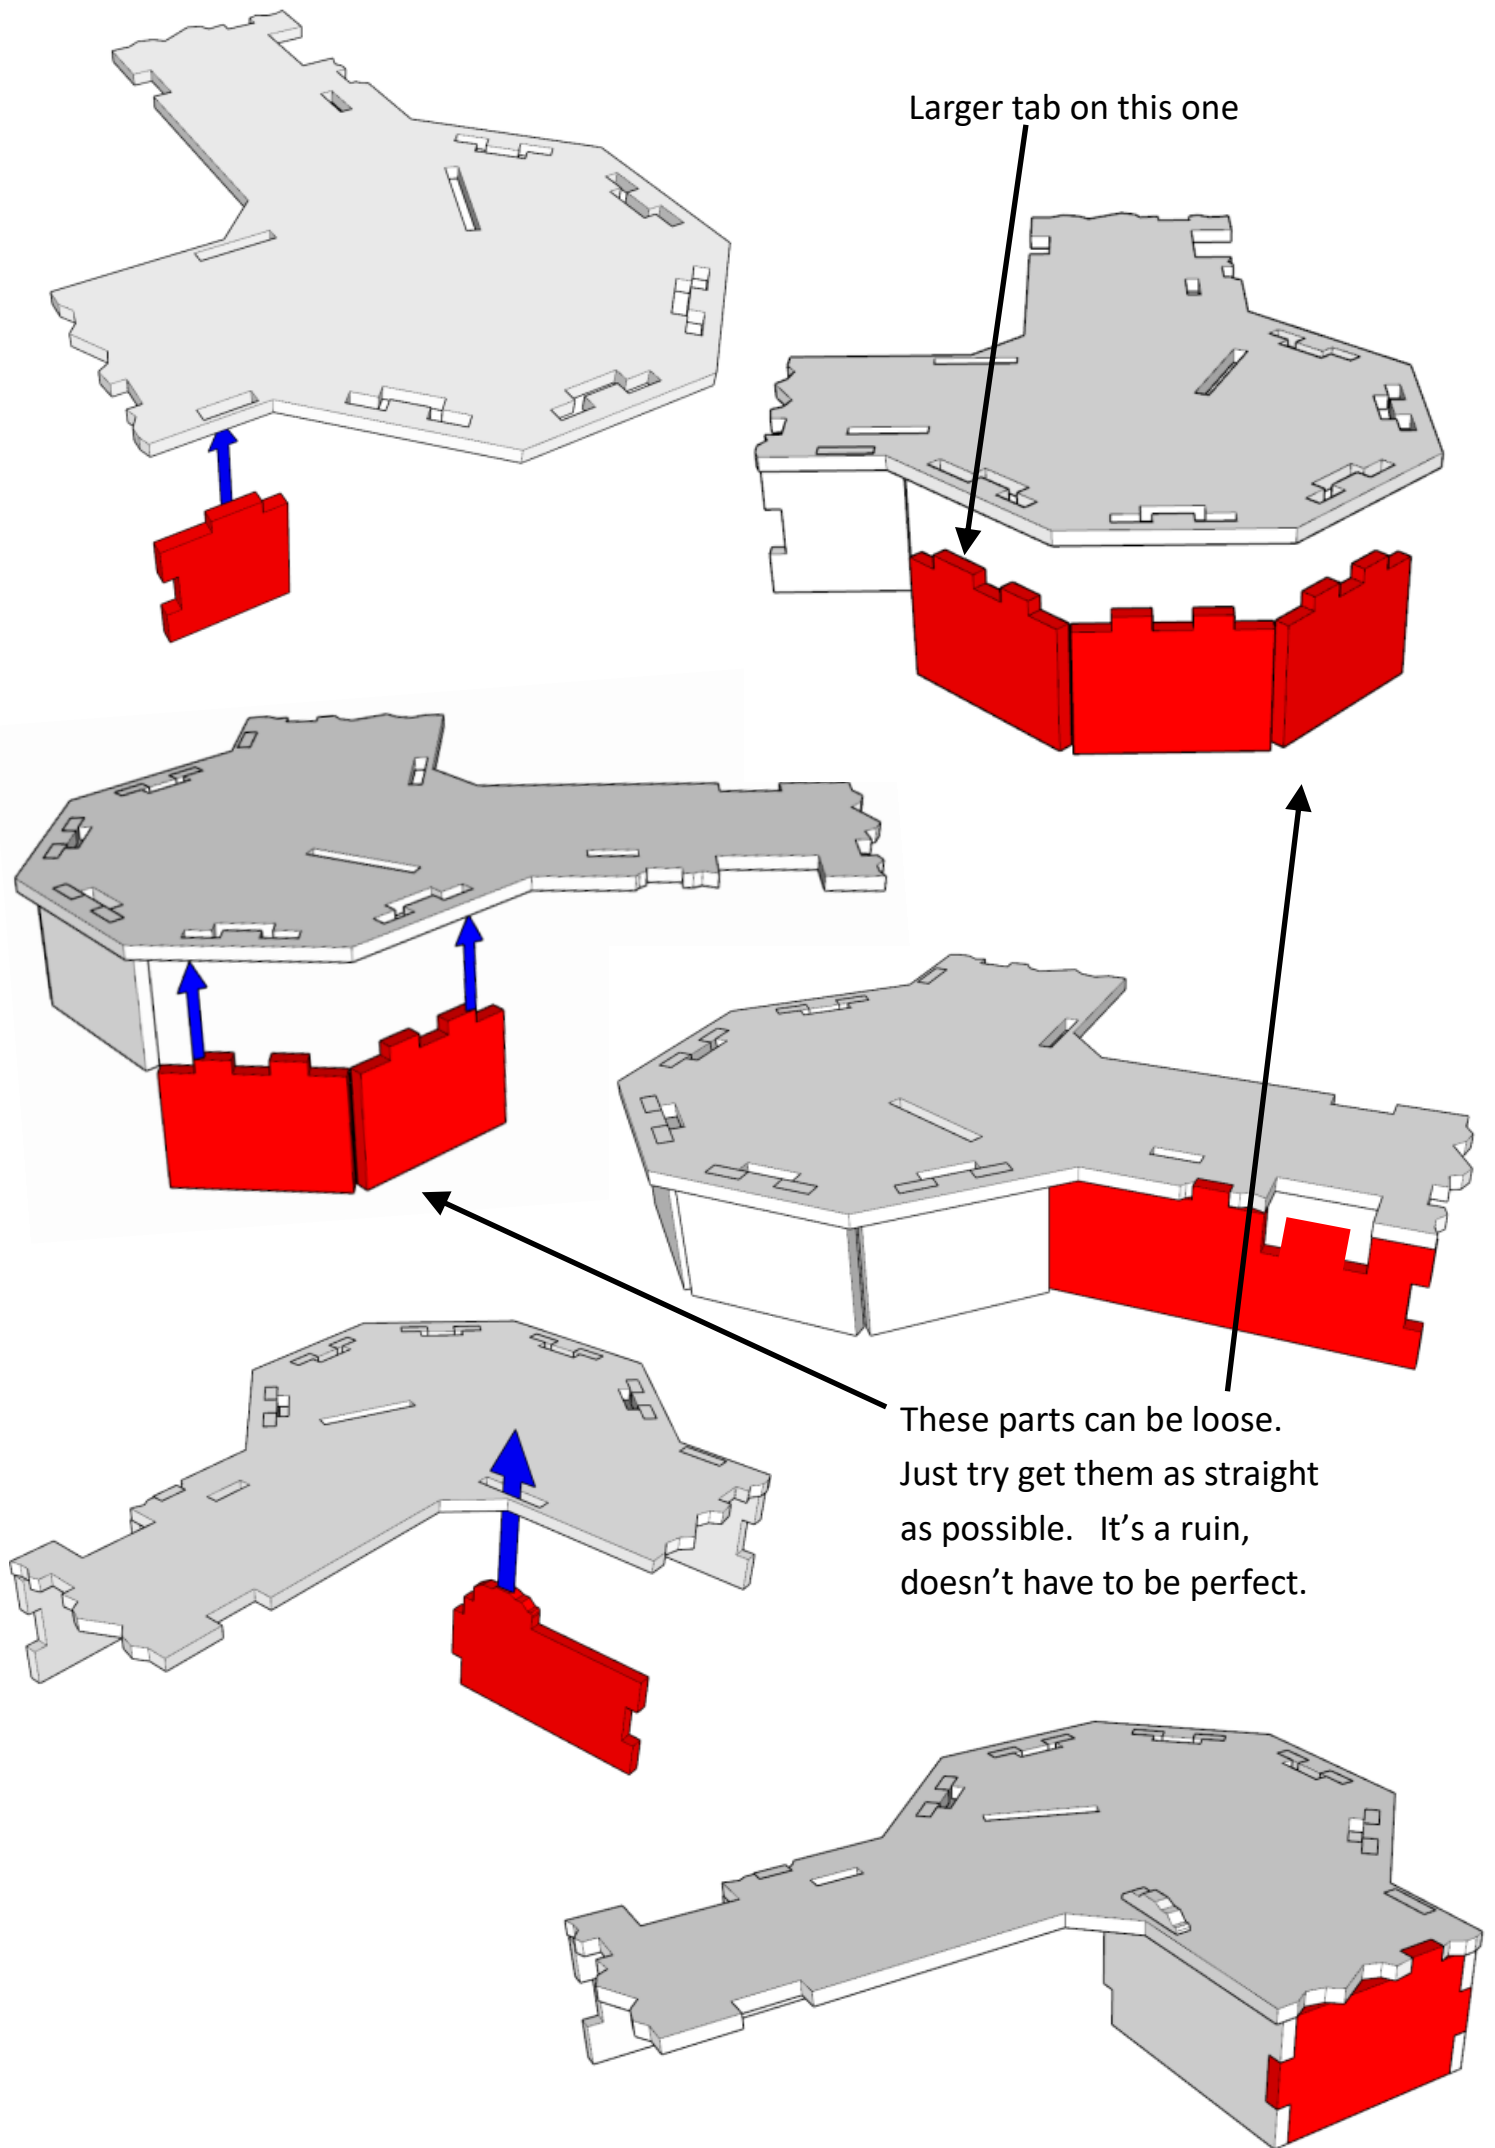 Larger tab on this one
These parts can be loose.
Just try get them as straight
as possible.   It’s a ruin,
doesn’t have to be perfect.